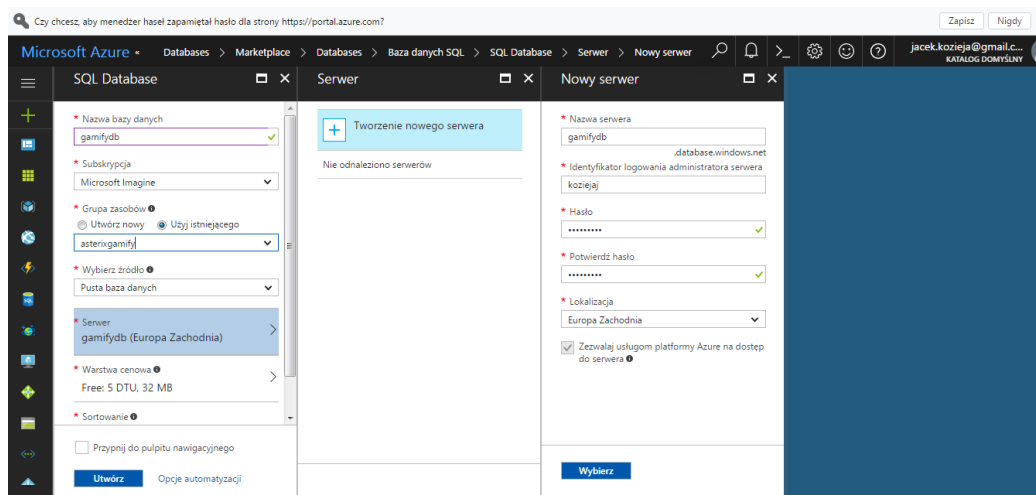 Czy chcesz, aby menedżer haseł zapamiętał hasło dla strony https://portal.azure.com?
Zapisz
Nigdy
Microsoft Azure «
Databases > Marketplace > Databases > Baza danych SQL > SQL Database > Serwer > Nowy serwer
jacek.kozieja@gmail.c...
KATALOG DOMYŚLNY
SQL Database
* Nazwa bazy danych
gamifydb
* Subskrypcja
Microsoft Imagine
* Grupa zasobów
Utwórz nowy
Użyj istniejącego
asterixgamify
* Wybierz źródło
Pusta baza danych
* Serwer
gamifydb (Europa Zachodnia)
* Warstwa cenowa
Free: 5 DTU, 32 MB
* Sortowanie
Przypnij do pulpitu nawigacyjnego
Utwórz
Opcje automatyzacji
Serwer
Tworzenie nowego serwera
Nie odnaleziono serwerów
Nowy serwer
* Nazwa serwera
gamifydb
.database.windows.net
* Identyfikator logowania administratora serwera
koziejaj
* Hasło
•••••••••
* Potwierdź hasło
•••••••••
* Lokalizacja
Europa Zachodnia
Zezwalaj usługom platformy Azure na dostęp
do serwera
Wybierz